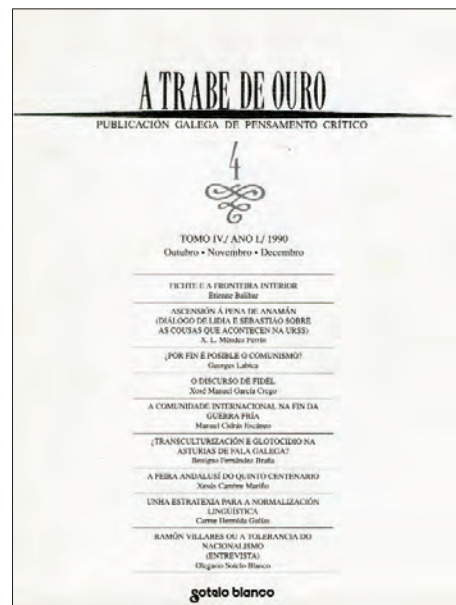 A TRABE DE OURO
PUBLICACIÓN GALEGA DE PENSAMENTO CRÍTICO
4
TOMO IV./ ANO I./ 1990
Outubro • Novembro • Decembro
FICHTE E A FRONTEIRA INTERIOR
Etienne Balibar
ASCENSIÓN Á PENA DE ANAMÁN
(DIÁLOGO DE LIDIA E SEBASTIÃO SOBRE
AS COUSAS QUE ACONTECEN NA URSS)
X. L. Méndez Ferrín
¿POR FIN É POSIBLE O COMUNISMO?
Georges Labica
O DISCURSO DE FIDEL
Xosé Manuel García Crego
A COMUNIDADE INTERNACIONAL NA FIN DA
GUERRA FRÍA
Manuel Cidrás Escáneo
¿TRANSCULTURIZACIÓN E GLOTOCIDIO NA
ASTURIAS DE FALA GALEGA?
Benigno Fernández Braña
A FEIRA ANDALUSÍ DO QUINTO CENTENARIO
Xesús Cambre Mariño
UNHA ESTRATEXIA PARA A NORMALIZACIÓN
LINGÜÍSTICA
Carme Hermida Gulías
RAMÓN VILLARES OU A TOLERANCIA DO
NACIONALISMO
(ENTREVISTA)
Olegario Sotelo Blanco
sotelo blanco